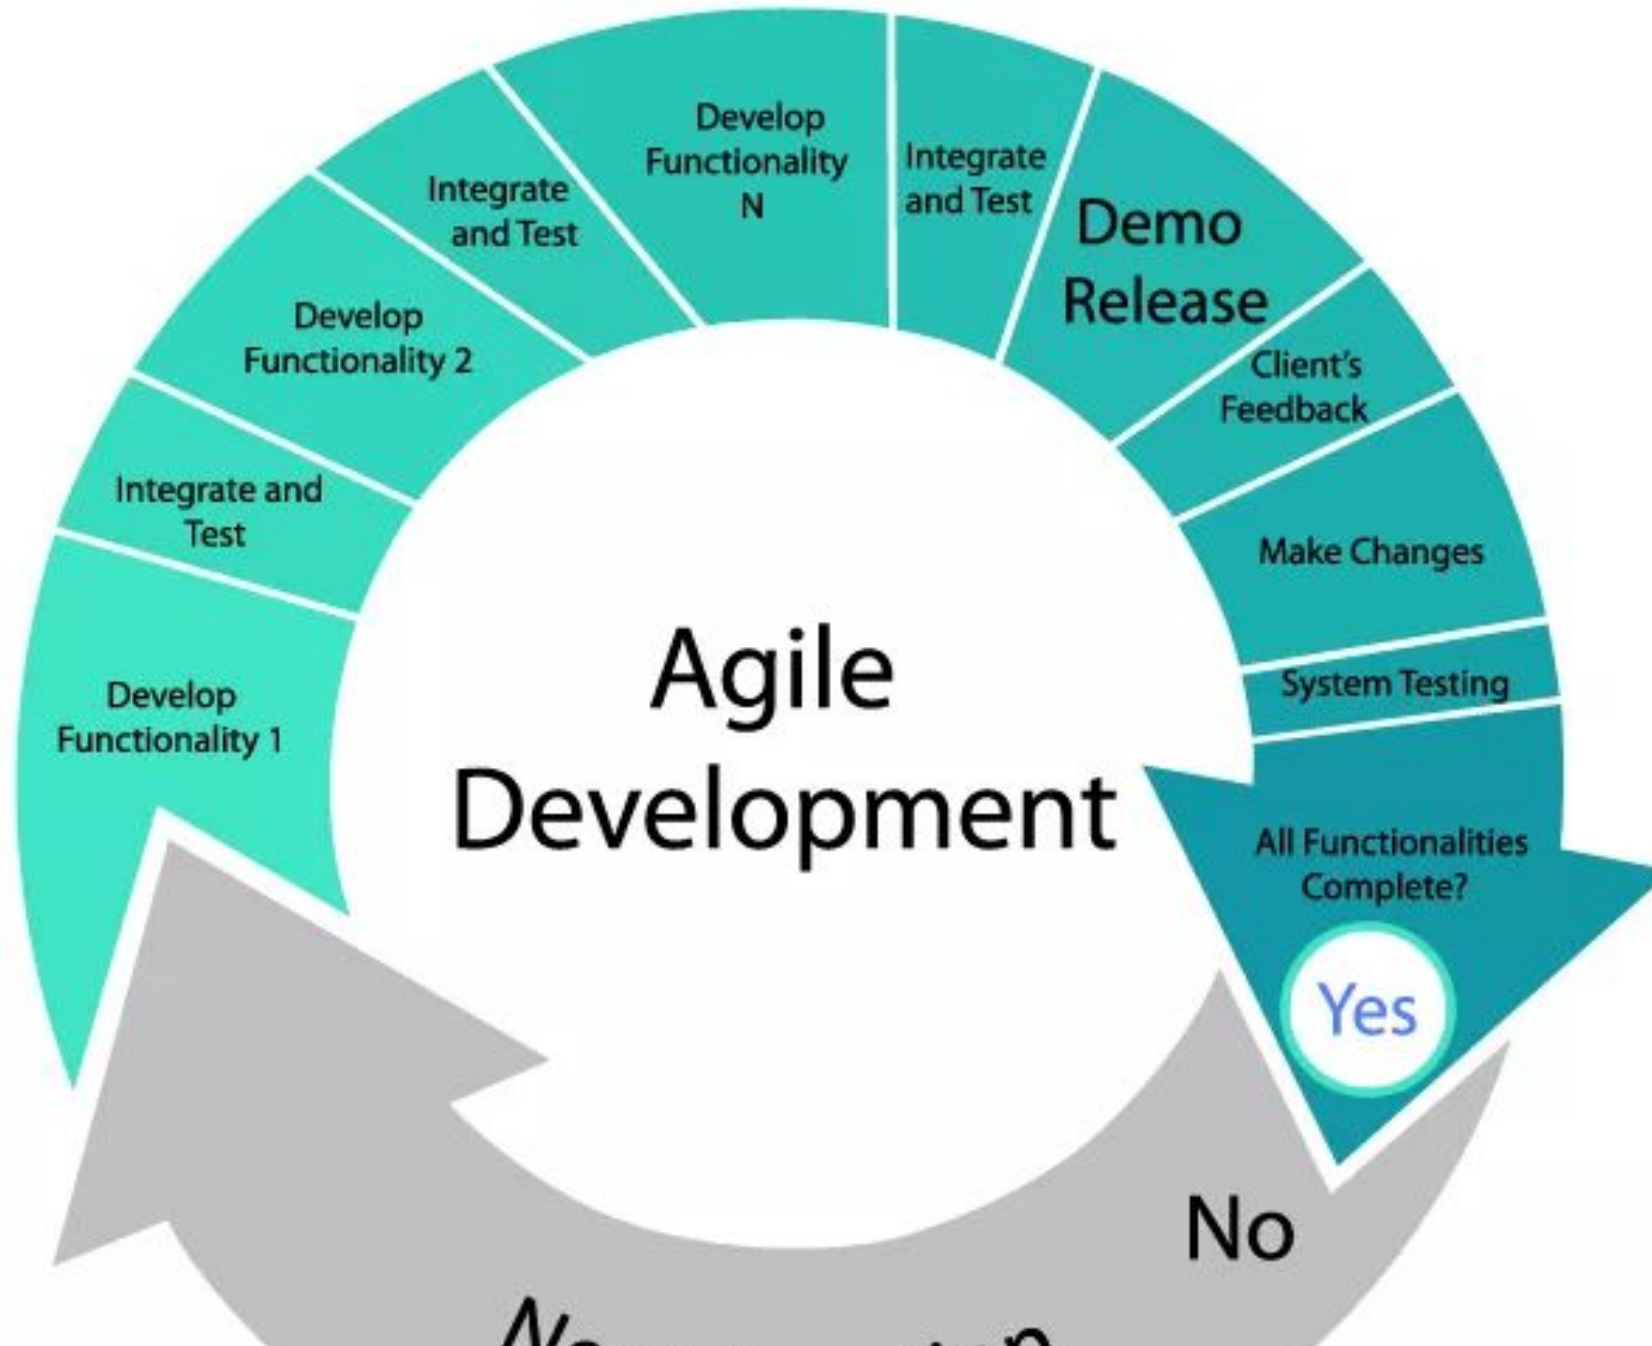 Develop
Functionality 1
Integrate and
Test
Develop
Functionality 2
Integrate
and Test
Develop
Functionality
N
Integrate
and Test
Demo
Release
Client's
Feedback
Make Changes
System Testing
All Functionalities
Complete?
Yes
No
Agile
Development